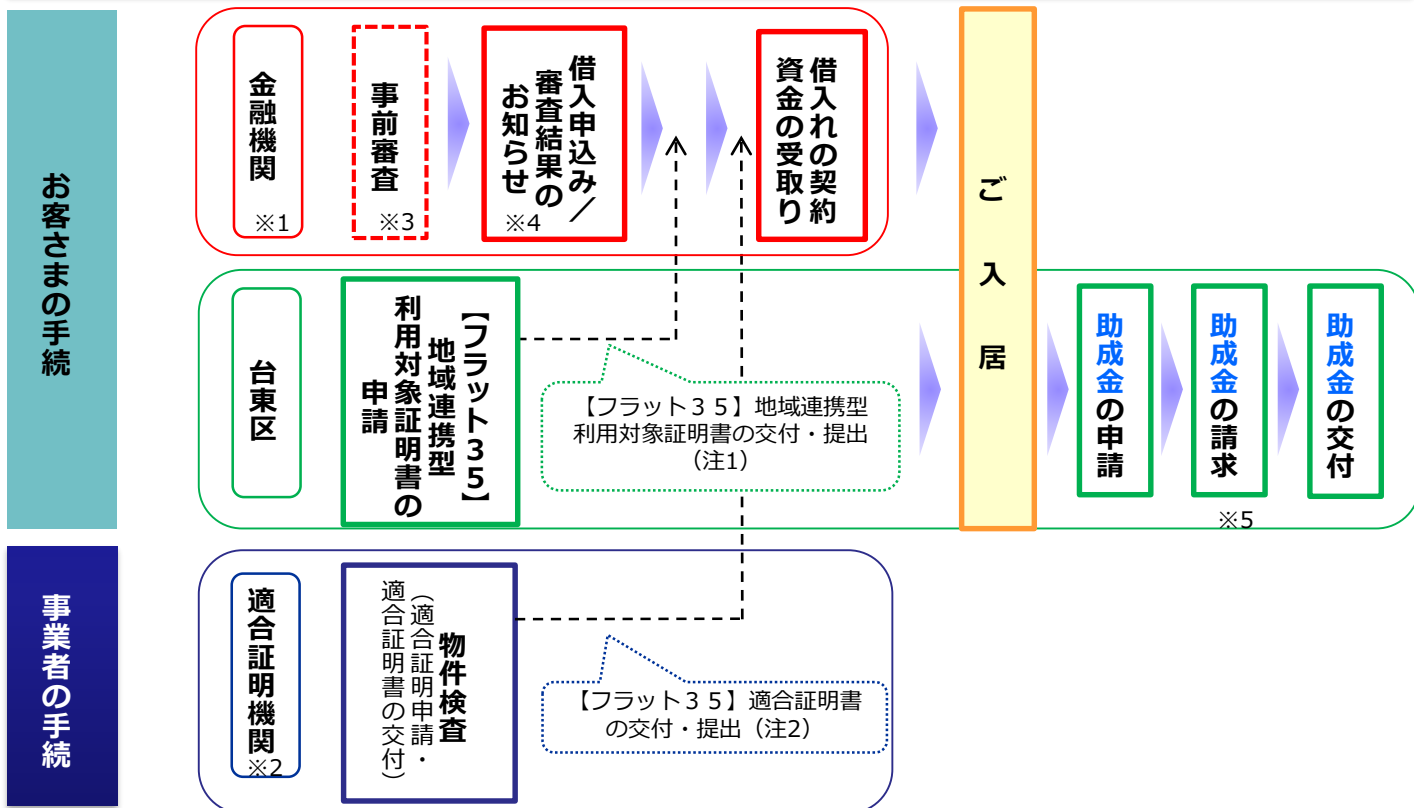 お客さまの手続
金融機関
※1
事前審査
※3
借入申込み／
審査結果の
お知らせ
※4
借入れの契約
資金の受取り
ご入居
台東区
【フラット３５】
地域連携型
利用対象証明書の
申請
【フラット３５】地域連携型
利用対象証明書の交付・提出
（注1）
助成金の申請
助成金の請求
※5
助成金の交付
事業者の手続
適合証明機関
※2
物件検査
（適合証明申請・
適合証明書の交付）
【フラット３５】適合証明書
の交付・提出（注2）